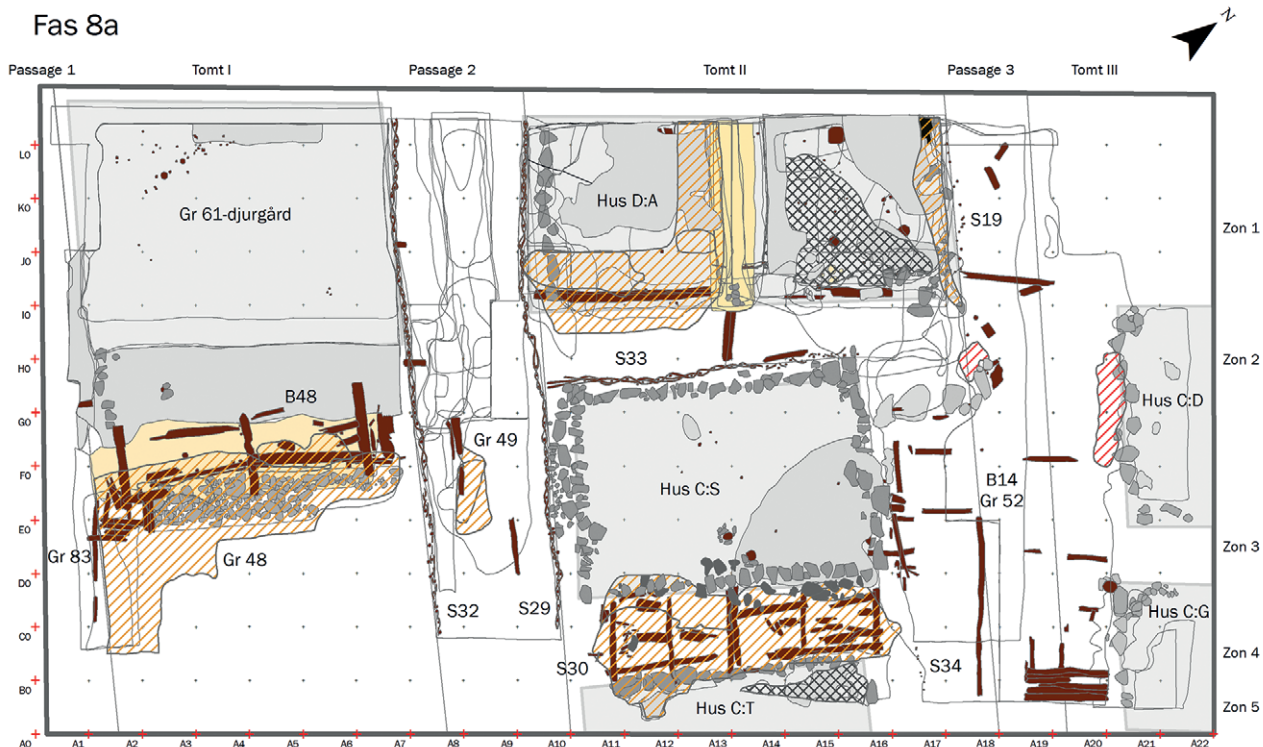 Fas 8a
N
Passage 1 Tomt I Passage 2 Tomt II Passage 3 Tomt III
L0
K0
J0
I0
H0
G0
F0
E0
D0
C0
B0
A0
Gr 61-djurgård
Hus D:A
S19
Zon 1
S33
Zon 2
B48
Hus C:D
Gr 49
Hus C:S
B14
Gr 52
Gr 83
Gr 48
Zon 3
S32
S29
Hus C:G
S30
S34
Zon 4
Hus C:T
Zon 5
A1 A2 A3 A4 A5 A6 A7 A8 A9 A10 A11 A12 A13 A14 A15 A16 A17 A18 A19 A20 A21 A22